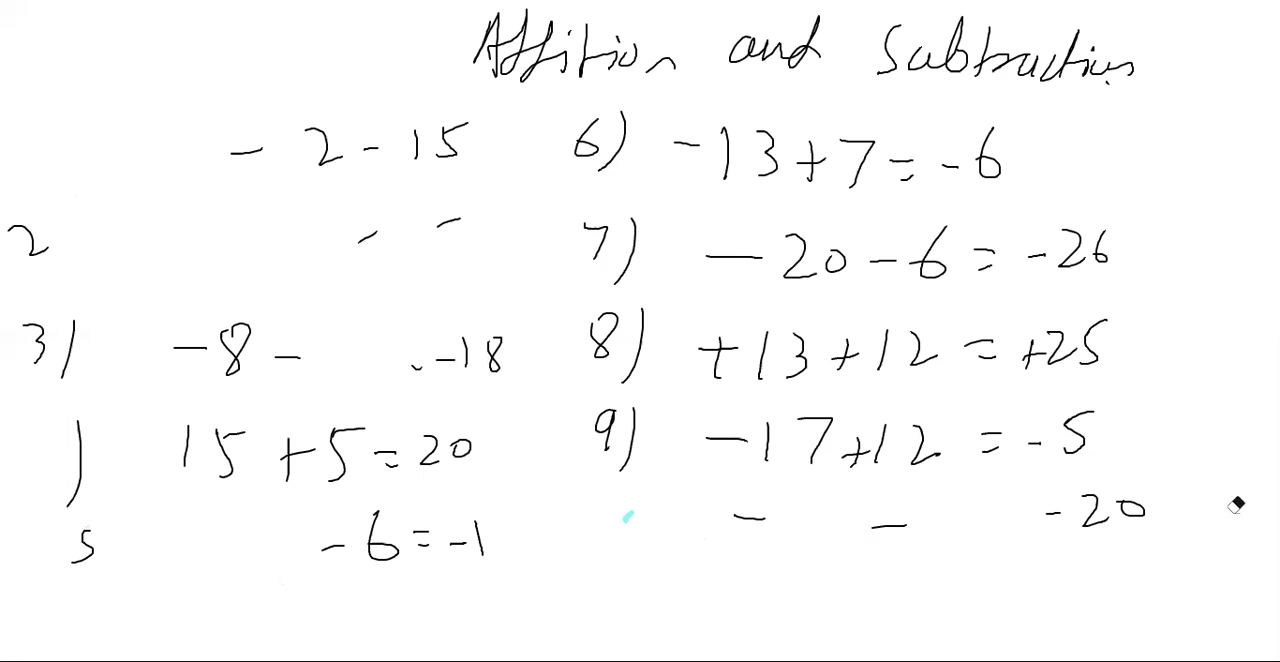 Affition and Subtraction
- 2 - 15
2 - -
3) -8 - -18
) 15 + 5 = 20
5 - 6 = -1
6) -13 + 7 = -6
7) - 20 - 6 = -26
8) +13 + 12 = +25
9) -17 + 12 = -5
- - -20